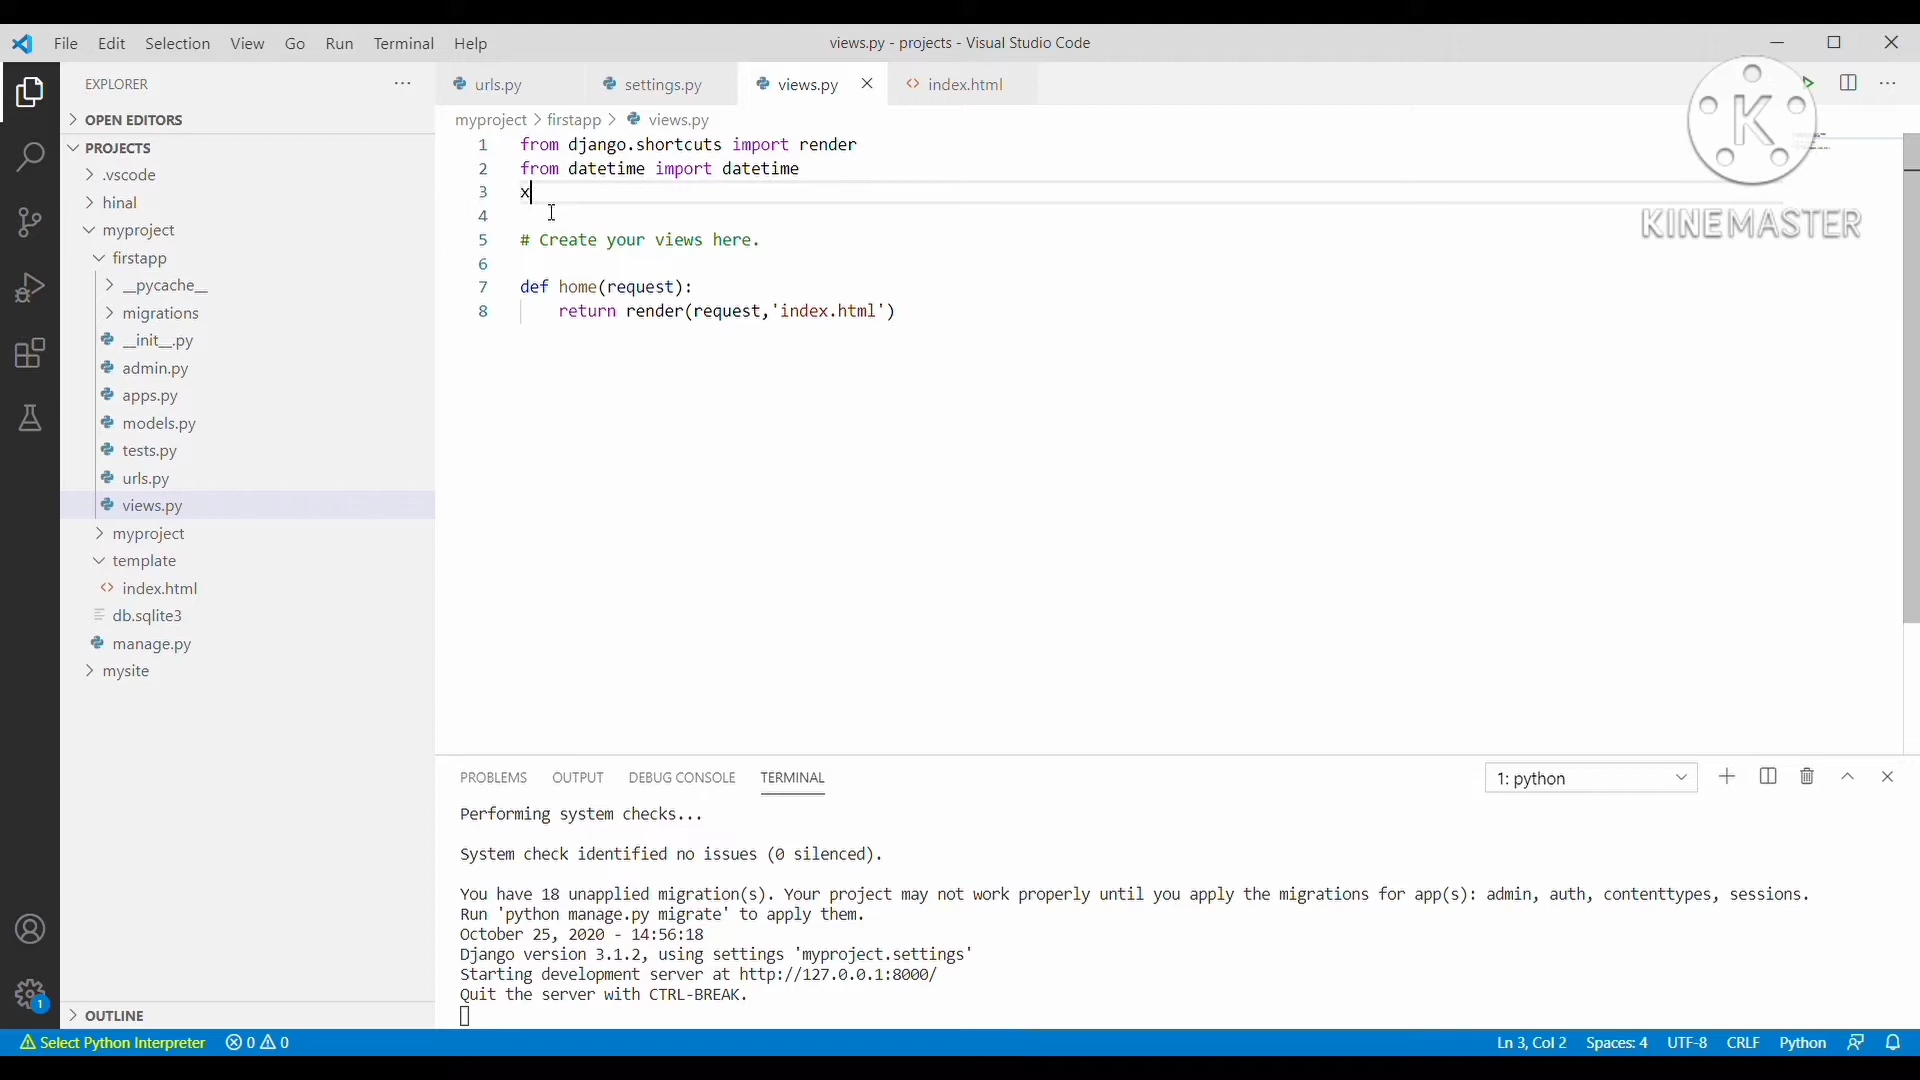 File Edit Selection View Go Run Terminal Help
views.py - projects - Visual Studio Code
EXPLORER
OPEN EDITORS
PROJECTS
.vscode
hinal
myproject
firstapp
__pycache__
migrations
__init__.py
admin.py
apps.py
models.py
tests.py
urls.py
views.py
myproject
template
index.html
db.sqlite3
manage.py
mysite
OUTLINE
urls.py settings.py views.py index.html
myproject > firstapp > views.py
1 from django.shortcuts import render
2 from datetime import datetime
3 x
4
5 # Create your views here.
6
7 def home(request):
8 return render(request,'index.html')
K
KINEMASTER
PROBLEMS OUTPUT DEBUG CONSOLE TERMINAL
1: python
Performing system checks...
System check identified no issues (0 silenced).
You have 18 unapplied migration(s). Your project may not work properly until you apply the migrations for app(s): admin, auth, contenttypes, sessions.
Run 'python manage.py migrate' to apply them.
October 25, 2020 - 14:56:18
Django version 3.1.2, using settings 'myproject.settings'
Starting development server at http://127.0.0.1:8000/
Quit the server with CTRL-BREAK.
1
Select Python Interpreter 0 0
Ln 3, Col 2 Spaces: 4 UTF-8 CRLF Python